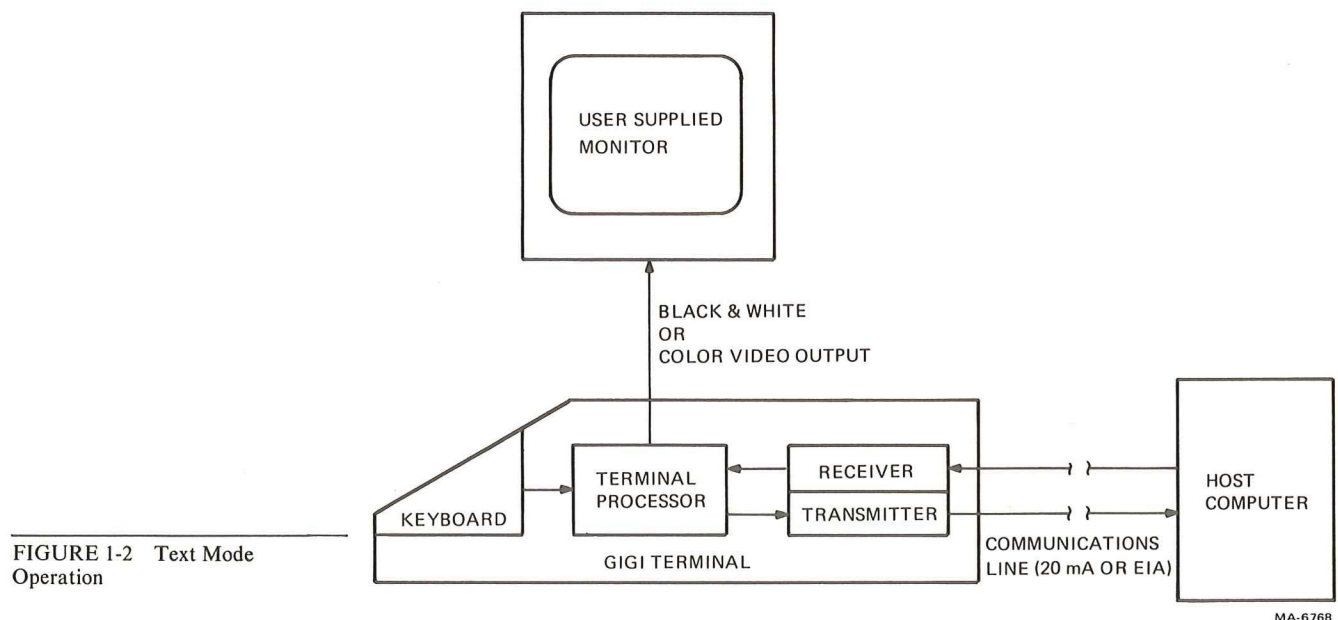 USER SUPPLIED
MONITOR
BLACK & WHITE
OR
COLOR VIDEO OUTPUT
KEYBOARD
TERMINAL
PROCESSOR
RECEIVER
TRANSMITTER
GIGI TERMINAL
COMMUNICATIONS
LINE (20 mA OR EIA)
HOST
COMPUTER
FIGURE 1-2 Text Mode
Operation
MA-6768